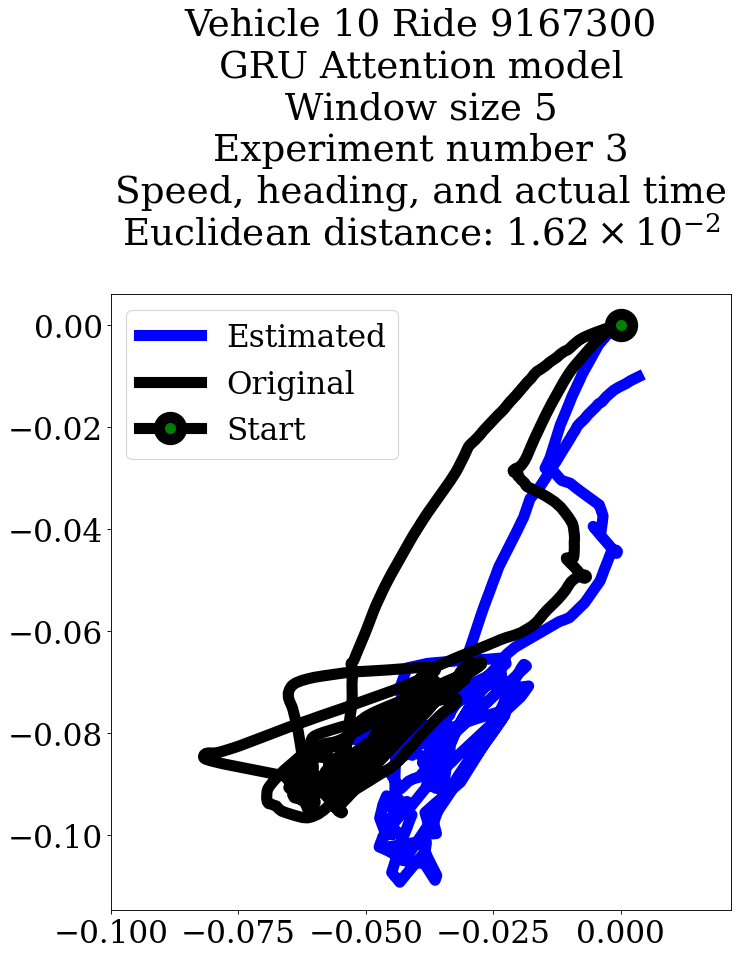 Vehicle 10 Ride 9167300
GRU Attention model
Window size 5
Experiment number 3
Speed, heading, and actual time
Euclidean distance: 1.62 × 10⁻²
Estimated
Original
Start
0.00
−0.02
−0.04
−0.06
−0.08
−0.10
−0.100 −0.075 −0.050 −0.025 0.000